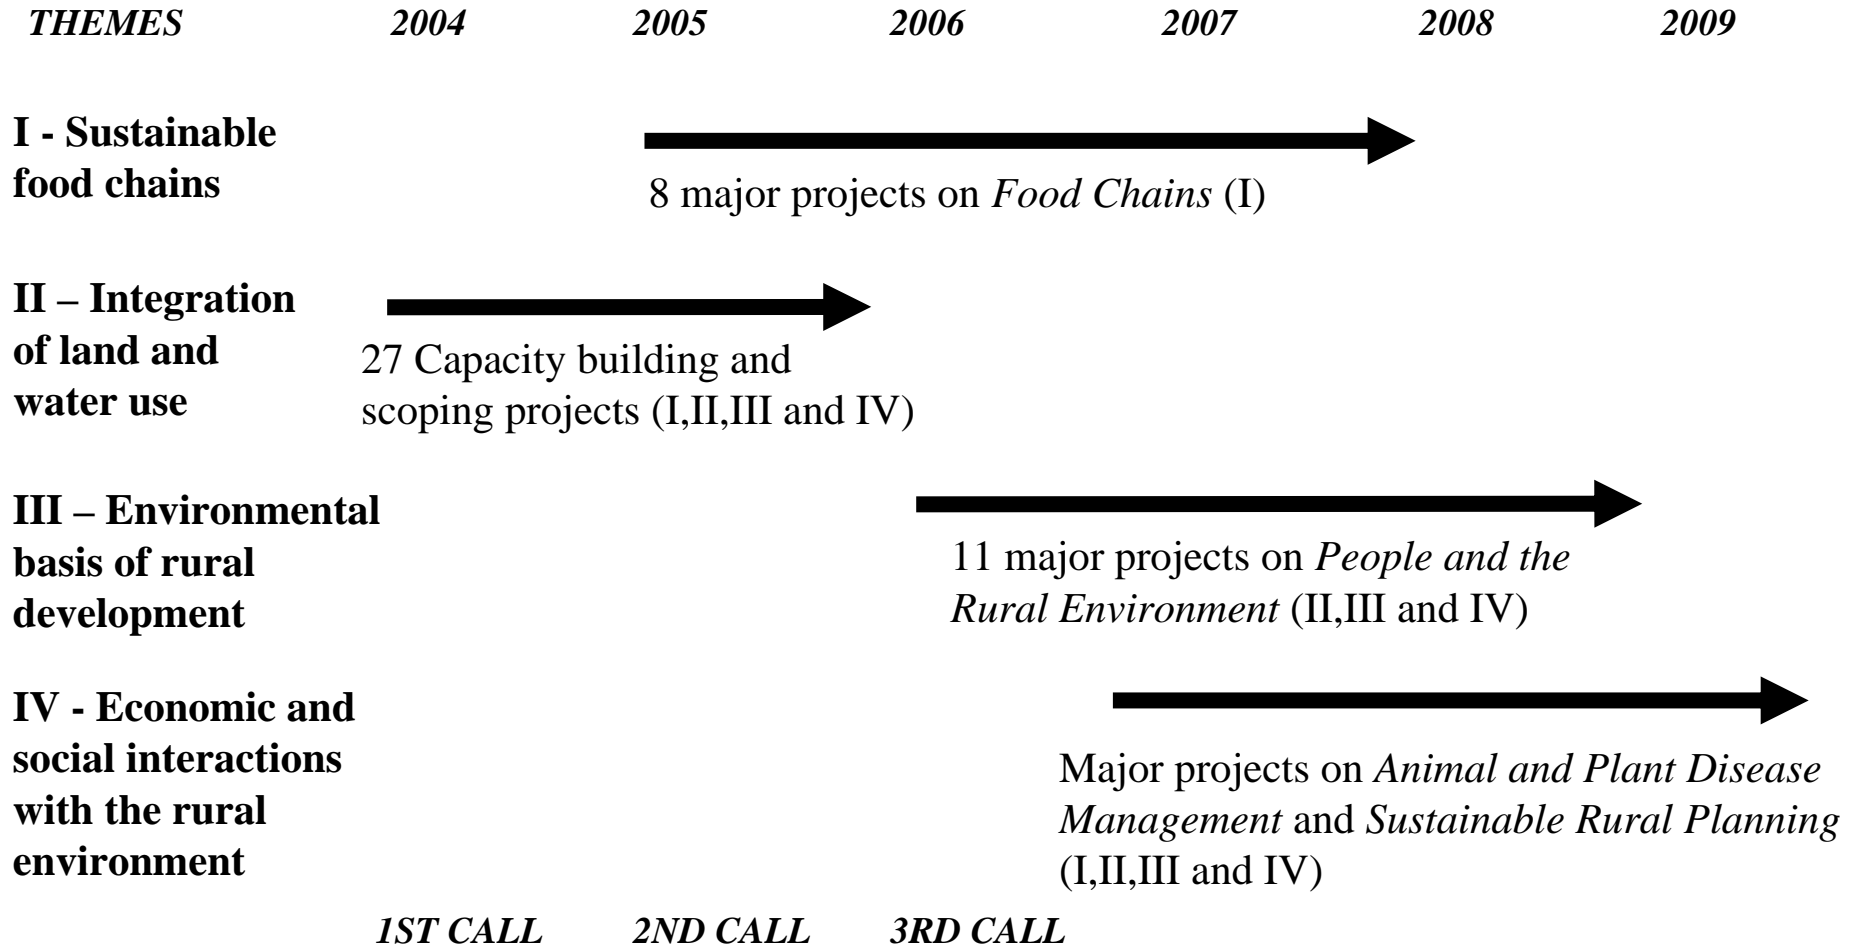 THEMES 2004 2005 2006 2007 2008 2009
I - Sustainable
food chains
8 major projects on Food Chains (I)
II – Integration
of land and
water use
27 Capacity building and
scoping projects (I,II,III and IV)
III – Environmental
basis of rural
development
11 major projects on People and the
Rural Environment (II,III and IV)
IV - Economic and
social interactions
with the rural
environment
Major projects on Animal and Plant Disease
Management and Sustainable Rural Planning
(I,II,III and IV)
1ST CALL 2ND CALL 3RD CALL